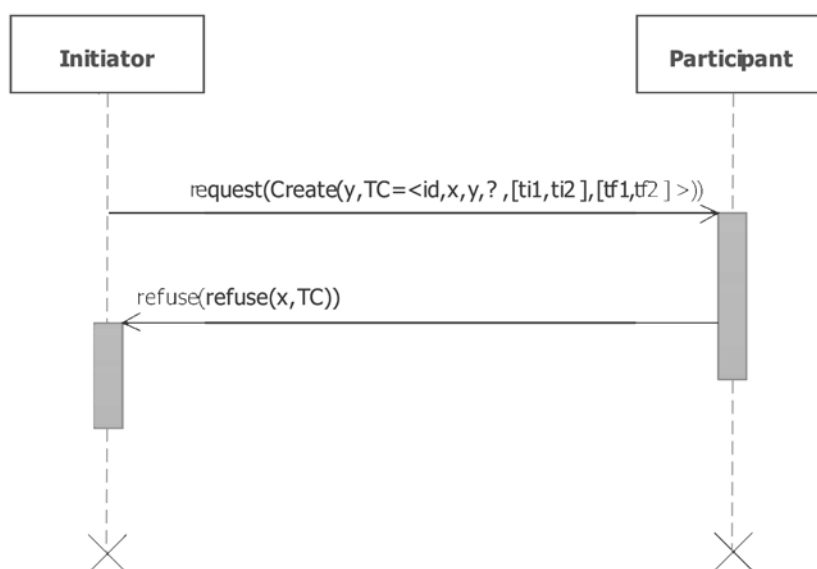 Initiator
Participant
request(Create(y,TC=<id,x,y,?,[ti1,ti2],[tf1,tf2]>))
refuse(refuse(x,TC))